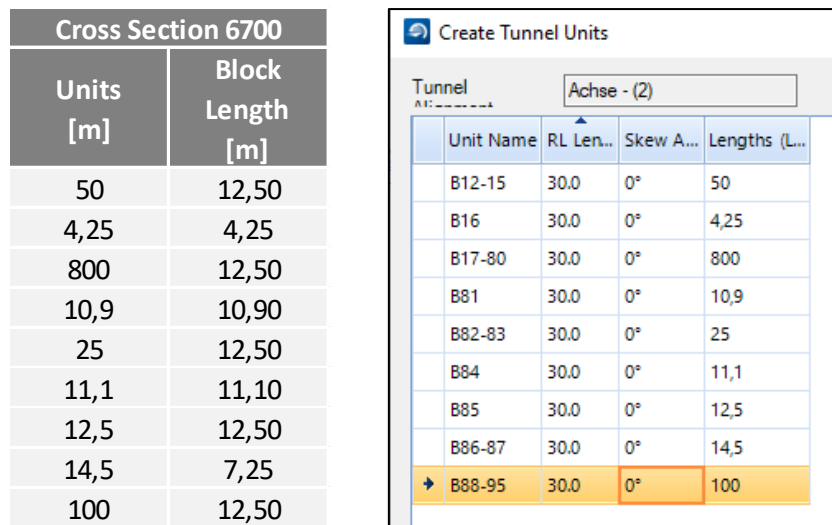 Cross Section 6700
Units [m] Block Length [m]
50 12,50
4,25 4,25
800 12,50
10,9 10,90
25 12,50
11,1 11,10
12,5 12,50
14,5 7,25
100 12,50
Create Tunnel Units
Tunnel Achse - (2)
Unit Name RL Len... Skew A... Lengths (L...
B12-15 30.0 0° 50
B16 30.0 0° 4,25
B17-80 30.0 0° 800
B81 30.0 0° 10,9
B82-83 30.0 0° 25
B84 30.0 0° 11,1
B85 30.0 0° 12,5
B86-87 30.0 0° 14,5
B88-95 30.0 0° 100